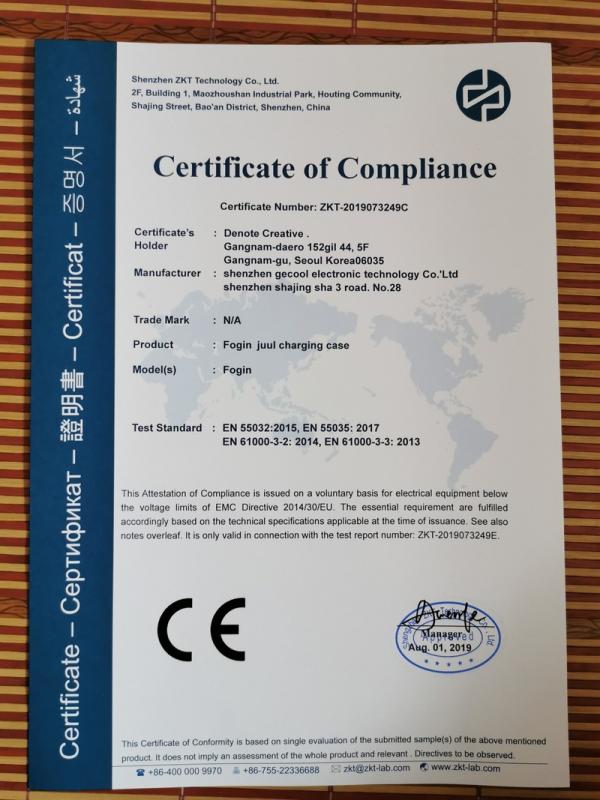 Shenzhen ZKT Technology Co., Ltd.
2F, Building 1, Maozhoushan Industrial Park, Houting Community,
Shajing Street, Bao'an District, Shenzhen, China
Certificate of Compliance
Certificate Number: ZKT-2019073249C
Certificate's : Denote Creative .
Holder Gangnam-daero 152gil 44, 5F
Gangnam-gu, Seoul Korea06035
Manufacturer : shenzhen gecool electronic technology Co.'Ltd
shenzhen shajing sha 3 road. No.28
Trade Mark : N/A
Product : Fogin juul charging case
Model(s) : Fogin
Test Standard : EN 55032:2015, EN 55035: 2017
EN 61000-3-2: 2014, EN 61000-3-3: 2013
This Attestation of Compliance is issued on a voluntary basis for electrical equipment below
the voltage limits of EMC Directive 2014/30/EU. The essential requirement are fulfilled
accordingly based on the technical specifications applicable at the time of issuance. See also
notes overleaf. It is only valid in connection with the test report number: ZKT-2019073249E.
CE
Manager
Approved
Aug. 01, 2019
This Certificate of Conformity is based on single evaluation of the submitted sample(s) of the above mentioned
product. It does not imply an assessment of the whole product and relevant . Directives to be observed.
+86-400 000 9970 +86-755-22336688 zkt@zkt-lab.com www.zkt-lab.com
Certificate – Сертификат – 證明書 – Certificat – 증명서 – شهادة –